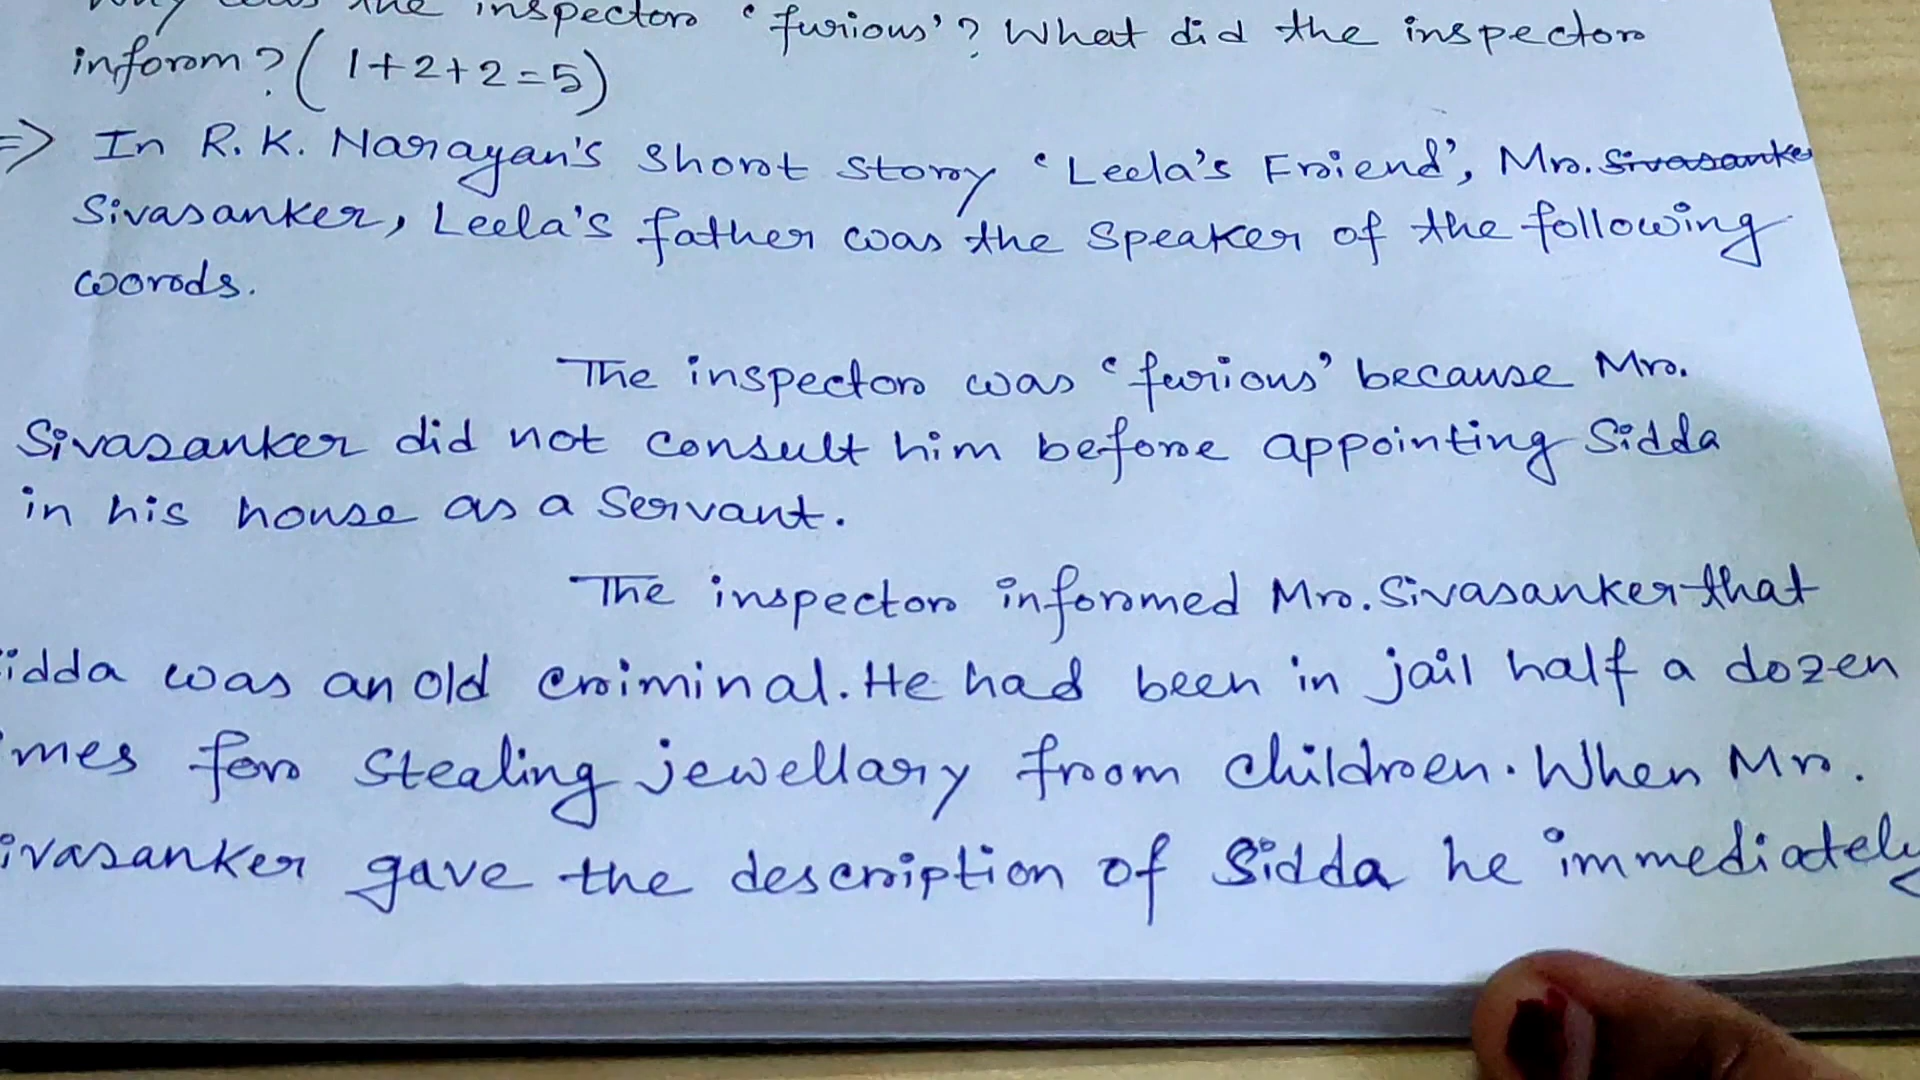 Why was the inspector 'furious'? What did the inspector
inform? (1+2+2=5)
=> In R. K. Narayan's short story 'Leela's Friend', Mr. Sivasanke
Sivasanker, Leela's father was the speaker of the following
words.
The inspector was 'furious' because Mr.
Sivasanker did not consult him before appointing Sidda
in his house as a servant.
The inspector informed Mr. Sivasanker that
idda was an old criminal. He had been in jail half a dozen
mes for stealing jewellary from children. When Mr.
ivasanker gave the description of Sidda he immediately